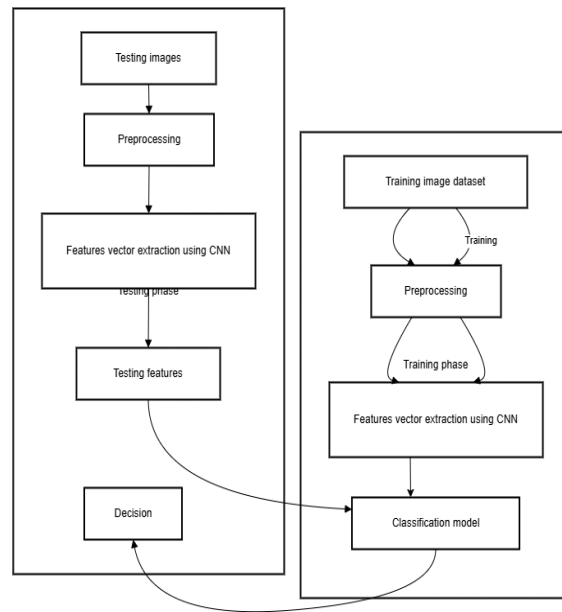 Testing images
Preprocessing
Features vector extraction using CNN
Testing phase
Testing features
Decision
Training image dataset
Training
Preprocessing
Training phase
Features vector extraction using CNN
Classification model